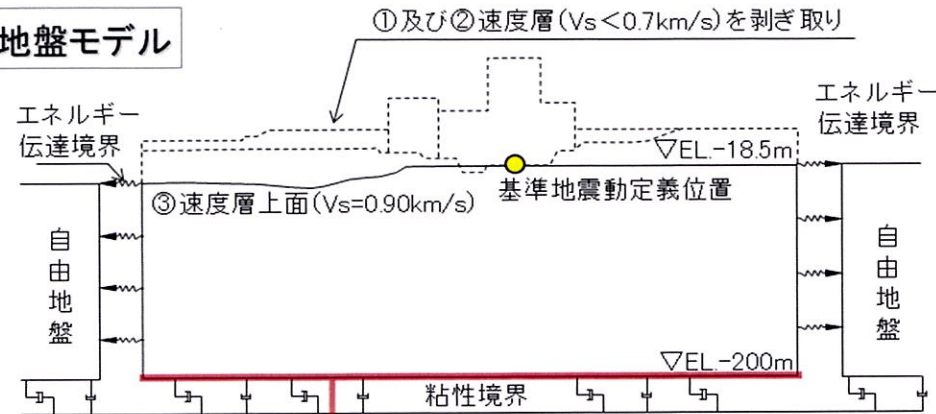 地盤モデル
①及び②速度層(Vs＜0.7km/s)を剥ぎ取り
エネルギー
伝達境界
エネルギー
伝達境界
▽EL.-18.5m
基準地震動定義位置
③速度層上面(Vs=0.90km/s)
自由地盤
自由地盤
▽EL.-200m
粘性境界